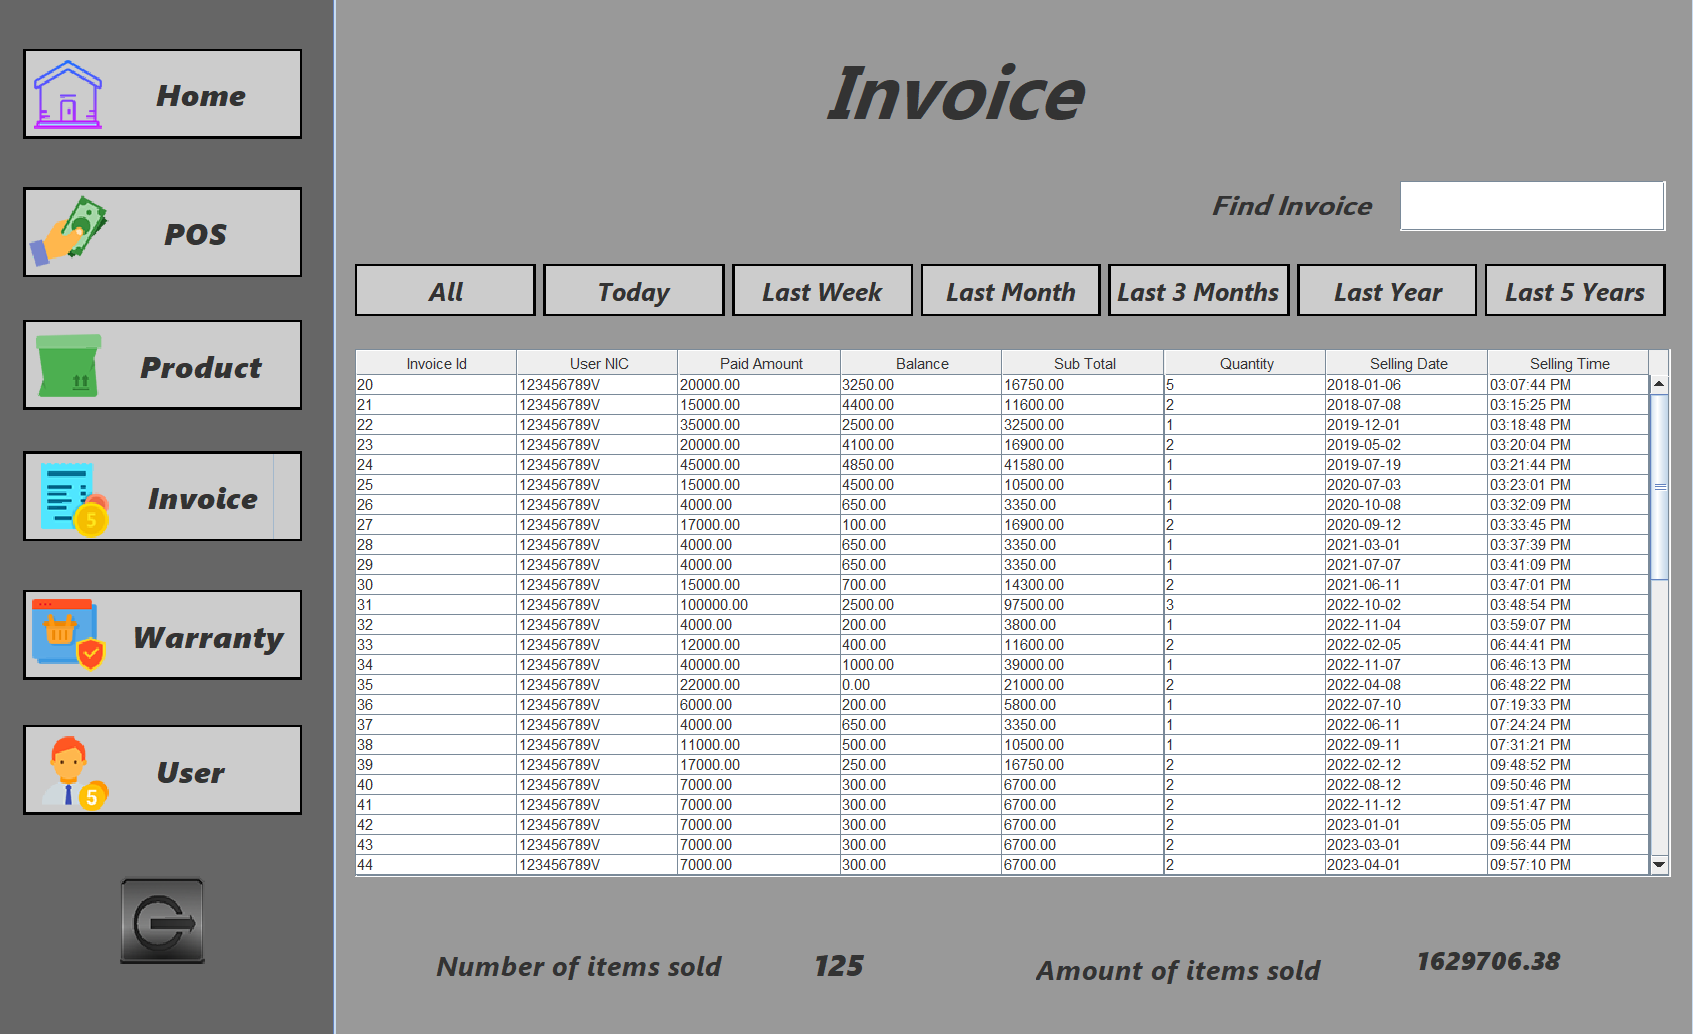 Invoice
Home
POS
Product
Invoice
Warranty
User
Find Invoice
All Today Last Week Last Month Last 3 Months Last Year Last 5 Years
Invoice Id User NIC Paid Amount Balance Sub Total Quantity Selling Date Selling Time
20 123456789V 20000.00 3250.00 16750.00 5 2018-01-06 03:07:44 PM
21 123456789V 15000.00 4400.00 11600.00 2 2018-07-08 03:15:25 PM
22 123456789V 35000.00 2500.00 32500.00 1 2019-12-01 03:18:48 PM
23 123456789V 20000.00 4100.00 16900.00 2 2019-05-02 03:20:04 PM
24 123456789V 45000.00 4850.00 41580.00 1 2019-07-19 03:21:44 PM
25 123456789V 15000.00 4500.00 10500.00 1 2020-07-03 03:23:01 PM
26 123456789V 4000.00 650.00 3350.00 1 2020-10-08 03:32:09 PM
27 123456789V 17000.00 100.00 16900.00 2 2020-09-12 03:33:45 PM
28 123456789V 4000.00 650.00 3350.00 1 2021-03-01 03:37:39 PM
29 123456789V 4000.00 650.00 3350.00 1 2021-07-07 03:41:09 PM
30 123456789V 15000.00 700.00 14300.00 2 2021-06-11 03:47:01 PM
31 123456789V 100000.00 2500.00 97500.00 3 2022-10-02 03:48:54 PM
32 123456789V 4000.00 200.00 3800.00 1 2022-11-04 03:59:07 PM
33 123456789V 12000.00 400.00 11600.00 2 2022-02-05 06:44:41 PM
34 123456789V 40000.00 1000.00 39000.00 1 2022-11-07 06:46:13 PM
35 123456789V 22000.00 0.00 21000.00 2 2022-04-08 06:48:22 PM
36 123456789V 6000.00 200.00 5800.00 1 2022-07-10 07:19:33 PM
37 123456789V 4000.00 650.00 3350.00 1 2022-06-11 07:24:24 PM
38 123456789V 11000.00 500.00 10500.00 1 2022-09-11 07:31:21 PM
39 123456789V 17000.00 250.00 16750.00 2 2022-02-12 09:48:52 PM
40 123456789V 7000.00 300.00 6700.00 2 2022-08-12 09:50:46 PM
41 123456789V 7000.00 300.00 6700.00 2 2022-11-12 09:51:47 PM
42 123456789V 7000.00 300.00 6700.00 2 2023-01-01 09:55:05 PM
43 123456789V 7000.00 300.00 6700.00 2 2023-03-01 09:56:44 PM
44 123456789V 7000.00 300.00 6700.00 2 2023-04-01 09:57:10 PM
Number of items sold 125 Amount of items sold 1629706.38
5
5